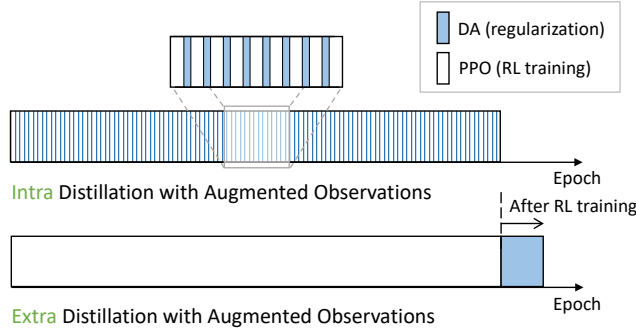 DA (regularization)
PPO (RL training)
Epoch
Intra Distillation with Augmented Observations
After RL training
Epoch
Extra Distillation with Augmented Observations